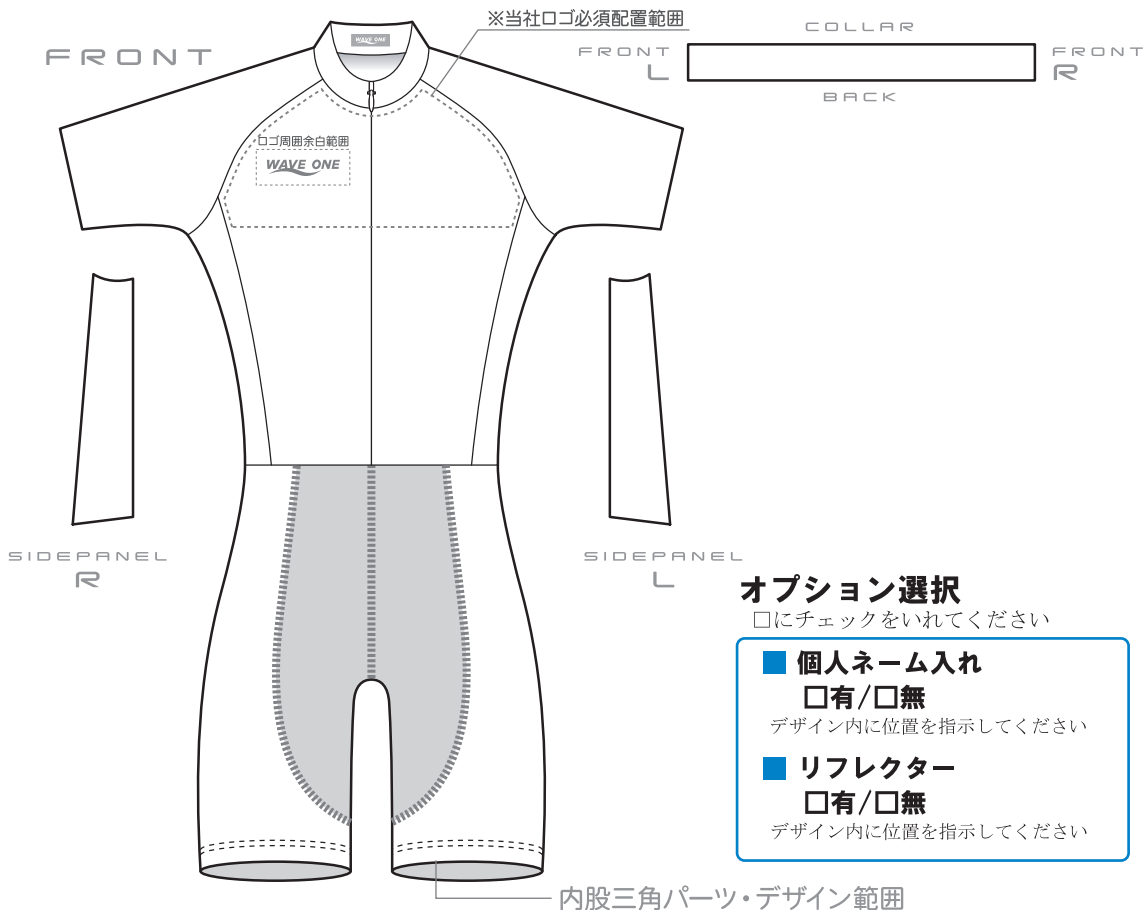 ※当社ロゴ必須配置範囲
FRONT
WAVE ONE
COLLAR
FRONT
L
FRONT
R
BACK
ロゴ周囲余白範囲
WAVE ONE
SIDEPANEL
R
SIDEPANEL
L
オプション選択
□にチェックをいれてください
■ 個人ネーム入れ
□有/□無
デザイン内に位置を指示してください
■ リフレクター
□有/□無
デザイン内に位置を指示してください
内股三角パーツ・デザイン範囲